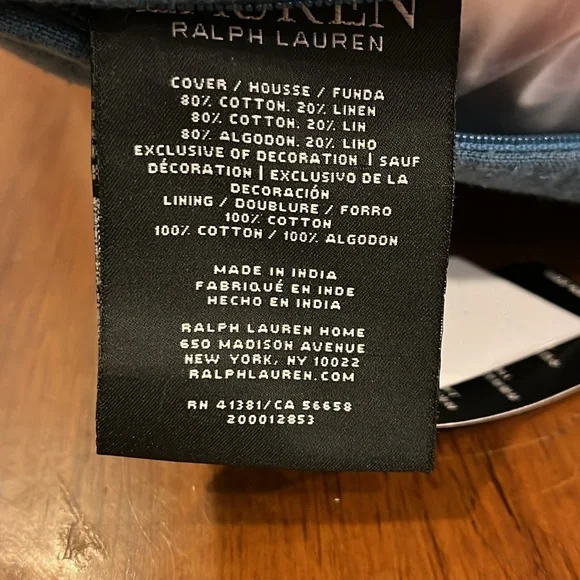 LAUREN
RALPH LAUREN
COVER / HOUSSE / FUNDA
80% COTTON. 20% LINEN
80% COTTON. 20% LIN
80% ALGODON. 20% LINO
EXCLUSIVE OF DECORATION | SAUF
DÉCORATION | EXCLUSIVO DE LA
DECORACIÓN
LINING / DOUBLURE / FORRO
100% COTTON
100% COTTON / 100% ALGODON
MADE IN INDIA
FABRIQUÉ EN INDE
HECHO EN INDIA
RALPH LAUREN HOME
650 MADISON AVENUE
NEW YORK, NY 10022
RALPHLAUREN.COM
RN 41381/CA 56658
200012853